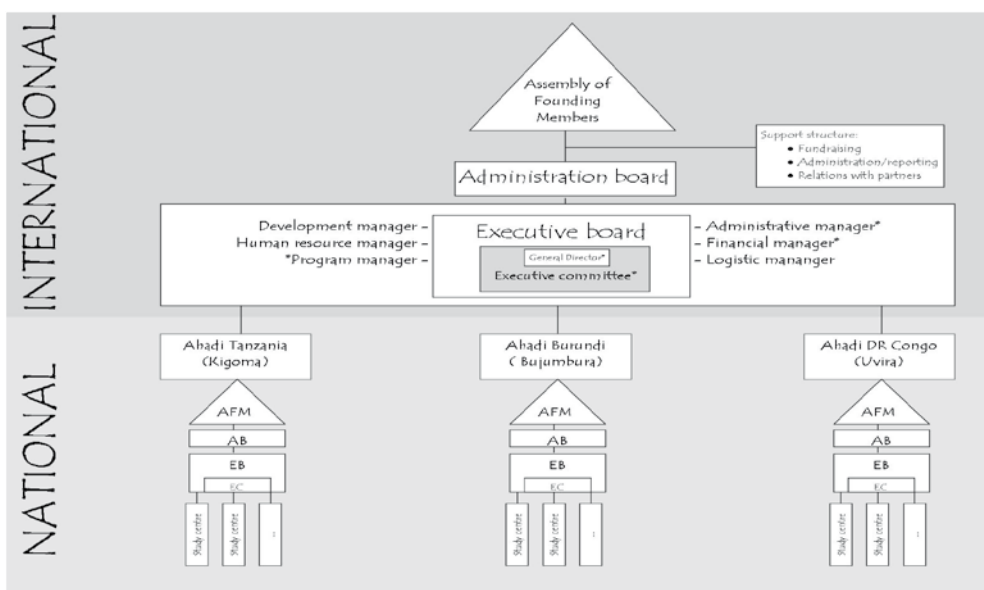 INTERNATIONAL
Assembly of
Founding
Members
Support structure:
• Fundraising
• Administration/reporting
• Relations with partners
Administration board
Development manager -
Human resource manager -
*Program manager -
Executive board
General Director*
Executive committee*
- Administrative manager*
- Financial manager*
- Logistic mananger
NATIONAL
Ahadi Tanzania
(Kigoma)
AFM
AB
EB
EC
Study centre
Study centre
...
Ahadi Burundi
( Bujumbura)
AFM
AB
EB
EC
Study centre
Study centre
...
Ahadi DR Congo
(Uvira)
AFM
AB
EB
EC
Study centre
Study centre
...